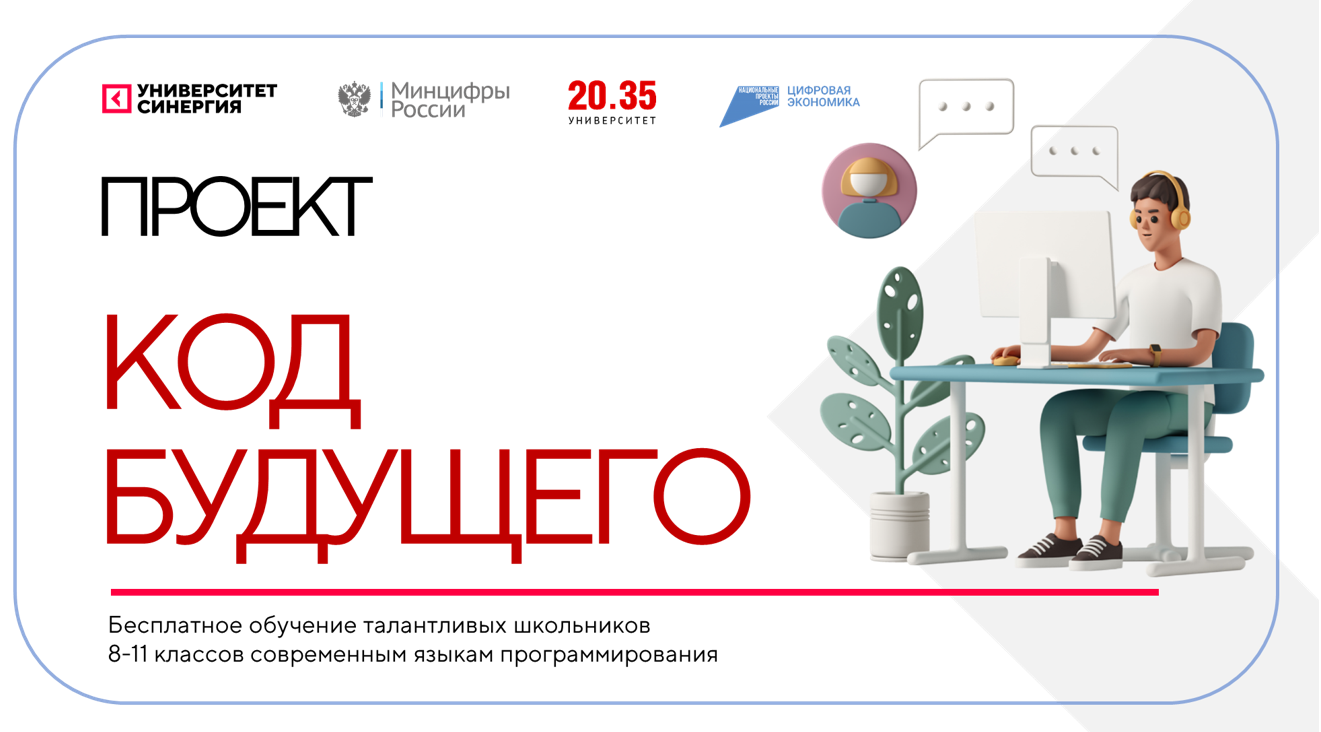 УНИВЕРСИТЕТ
СИНЕРГИЯ
Минцифры
России
20.35
УНИВЕРСИТЕТ
НАЦИОНАЛЬНЫЕ
ПРОЕКТЫ
РОССИИ
ЦИФРОВАЯ
ЭКОНОМИКА
ПРОЕКТ
КОД
БУДУЩЕГО
Бесплатное обучение талантливых школьников
8-11 классов современным языкам программирования